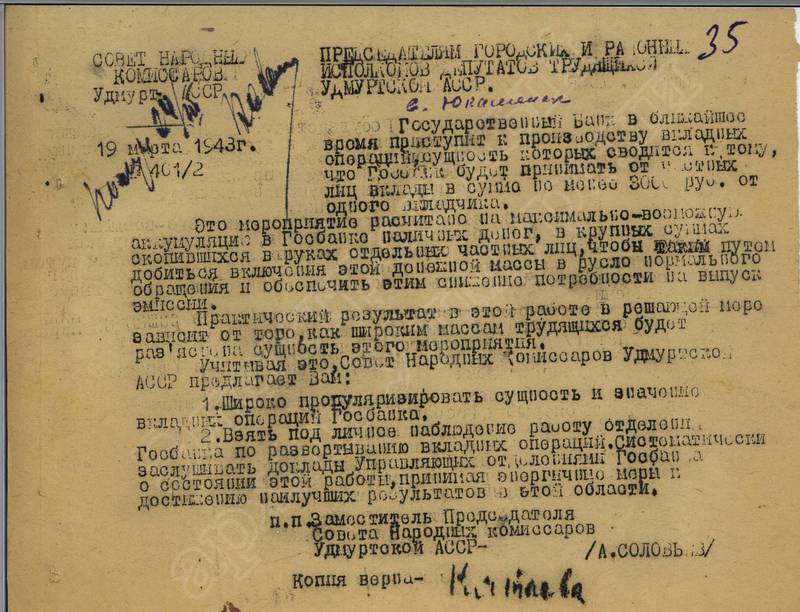 35
СОВЕТ НАРОДНЫХ
КОМИССАРОВ
Удмурт. АССР
19 марта 1943г.
401/2
ПРЕДСЕДАТЕЛЯМ ГОРОДСКИХ И РАЙОННЫХ
ИСПОЛКОМОВ ДЕПУТАТОВ ТРУДЯЩИХСЯ
УДМУРТСКОЙ АССР.
с. Юкаменск
Государственный Банк в ближайшее
время приступит к производству вкладных
операций, сущность которых сводится к тому,
что Госбанк будет принимать от частных
лиц вклады в сумме не менее 3000 руб. от
одного вкладчика.
Это мероприятие расчитано на максимально-возможную
аккумуляцию в Госбанке наличных денег, в крупных суммах
скопившихся в руках отдельных частных лиц, чтобы таким путем
добиться включения этой денежной массы в русло нормального
обращения и обеспечить этим снижение потребности на выпуск
эмиссии.
Практический результат в этой работе в решающей мере
зависит от того, как широким массам трудящихся будет
раз'яснена сущность этого мероприятия.
Учитывая это, Совет Народных Комиссаров Удмуртской
АССР предлагает Вам:
1. Широко популяризировать сущность и значение
вкладных операций Госбанка.
2. Взять под личное наблюдение работу отделений
Госбанка по развертыванию вкладных операций. Систематически
заслушивать доклады Управляющих отделениями Госбанка
о состоянии этой работы, принимая энергичные меры к
достижению наилучших результатов в этой области.
п.п. Заместитель Председателя
Совета Народных комиссаров
Удмуртской АССР-
/А.СОЛОВЬЕВ/
Копия верна-